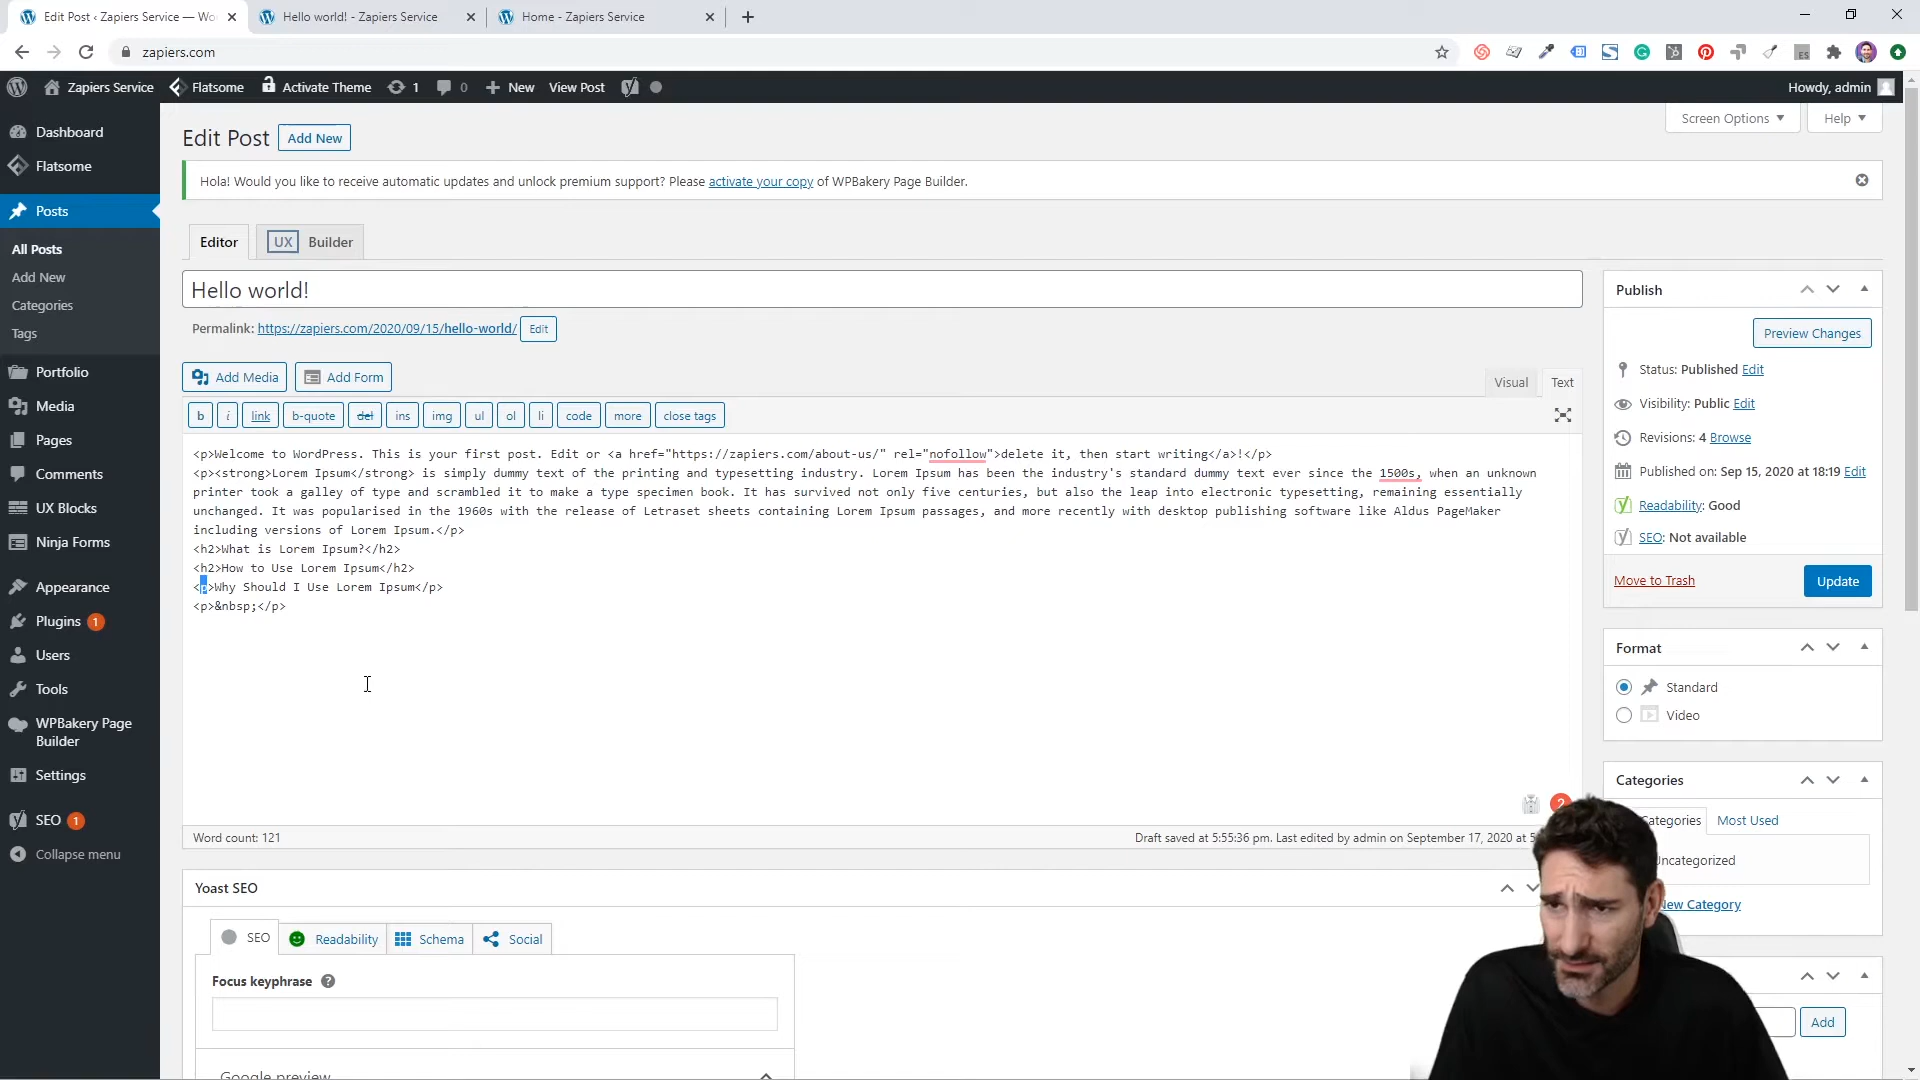 Edit Post ‹ Zapiers Service — Wo
Hello world! - Zapiers Service
Home - Zapiers Service
zapiers.com
Zapiers Service
Flatsome
Activate Theme
1
0
New
View Post
Howdy, admin
Dashboard
Flatsome
Posts
All Posts
Add New
Categories
Tags
Portfolio
Media
Pages
Comments
UX Blocks
Ninja Forms
Appearance
Plugins 1
Users
Tools
WPBakery Page
Builder
Settings
SEO 1
Collapse menu
Screen Options
Help
Edit Post
Add New
Hola! Would you like to receive automatic updates and unlock premium support? Please activate your copy of WPBakery Page Builder.
Editor
UX Builder
Hello world!
Permalink: https://zapiers.com/2020/09/15/hello-world/ Edit
Add Media
Add Form
Visual
Text
b i link b-quote del ins img ul ol li code more close tags
<p>Welcome to WordPress. This is your first post. Edit or <a href="https://zapiers.com/about-us/" rel="nofollow">delete it, then start writing</a>!</p>
<p><strong>Lorem Ipsum</strong> is simply dummy text of the printing and typesetting industry. Lorem Ipsum has been the industry's standard dummy text ever since the 1500s, when an unknown
printer took a galley of type and scrambled it to make a type specimen book. It has survived not only five centuries, but also the leap into electronic typesetting, remaining essentially
unchanged. It was popularised in the 1960s with the release of Letraset sheets containing Lorem Ipsum passages, and more recently with desktop publishing software like Aldus PageMaker
including versions of Lorem Ipsum.</p>
<h2>What is Lorem Ipsum?</h2>
<h2>How to Use Lorem Ipsum</h2>
<p>Why Should I Use Lorem Ipsum</p>
<p>&nbsp;</p>
2
Word count: 121
Draft saved at 5:55:36 pm. Last edited by admin on September 17, 2020 at
Yoast SEO
SEO
Readability
Schema
Social
Focus keyphrase
Google preview
Publish
Preview Changes
Status: Published Edit
Visibility: Public Edit
Revisions: 4 Browse
Published on: Sep 15, 2020 at 18:19 Edit
Readability: Good
SEO: Not available
Move to Trash
Update
Format
Standard
Video
Categories
Categories
Most Used
Uncategorized
New Category
Add